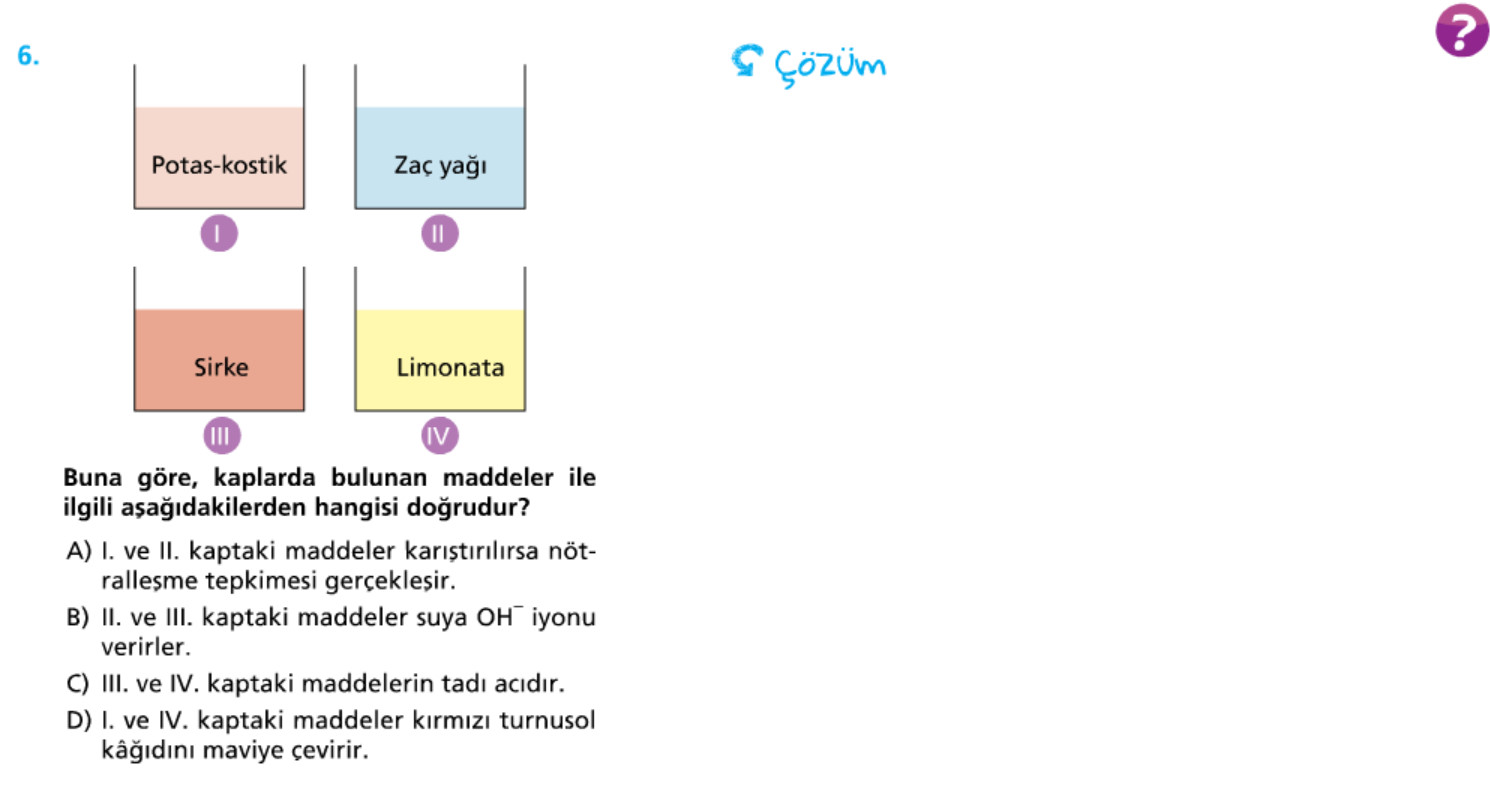 6.
Çözüm
?
Potas-kostik
Zaç yağı
I
II
Sirke
Limonata
III
IV
Buna göre, kaplarda bulunan maddeler ile
ilgili aşağıdakilerden hangisi doğrudur?
A) I. ve II. kaptaki maddeler karıştırılırsa nöt-
ralleşme tepkimesi gerçekleşir.
B) II. ve III. kaptaki maddeler suya OH⁻ iyonu
verirler.
C) III. ve IV. kaptaki maddelerin tadı acıdır.
D) I. ve IV. kaptaki maddeler kırmızı turnusol
kâğıdını maviye çevirir.